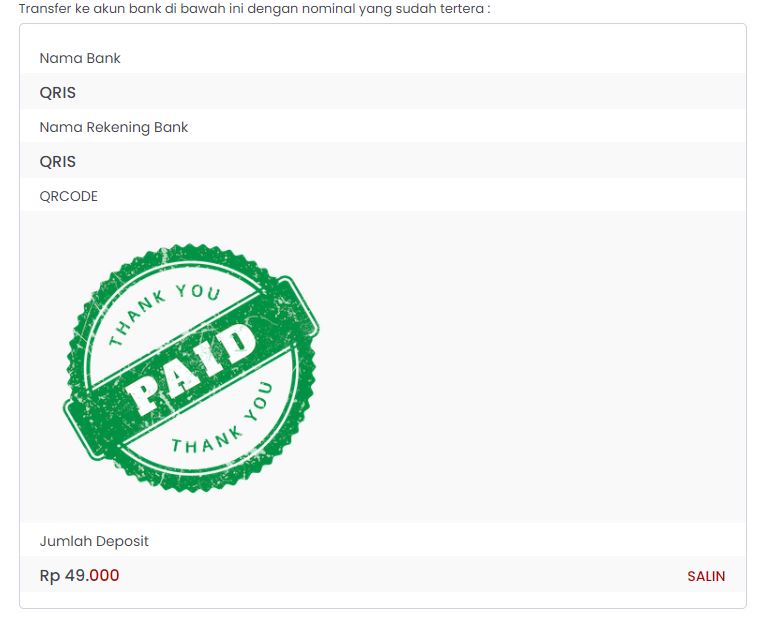 Transfer ke akun bank di bawah ini dengan nominal yang sudah tertera :
Nama Bank
QRIS
Nama Rekening Bank
QRIS
QRCODE
THANK YOU
PAID
THANK YOU
Jumlah Deposit
Rp 49.000 SALIN